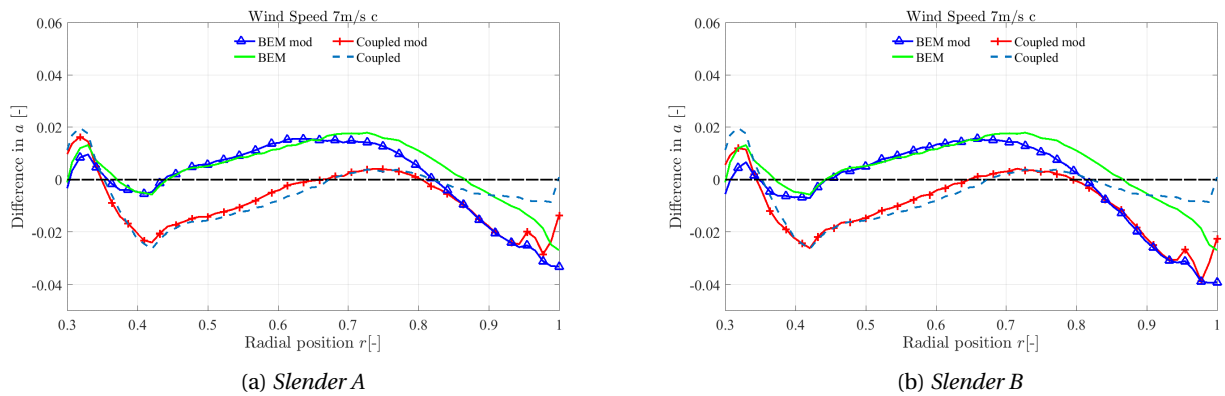 Wind Speed 7m/s c
0.06
0.04
0.02
0
-0.02
-0.04
Difference in a [-]
BEM mod
BEM
Coupled mod
Coupled
0.3 0.4 0.5 0.6 0.7 0.8 0.9 1
Radial position r[-]
(a) Slender A
Wind Speed 7m/s c
0.06
0.04
0.02
0
-0.02
-0.04
Difference in a [-]
BEM mod
BEM
Coupled mod
Coupled
0.3 0.4 0.5 0.6 0.7 0.8 0.9 1
Radial position r[-]
(b) Slender B